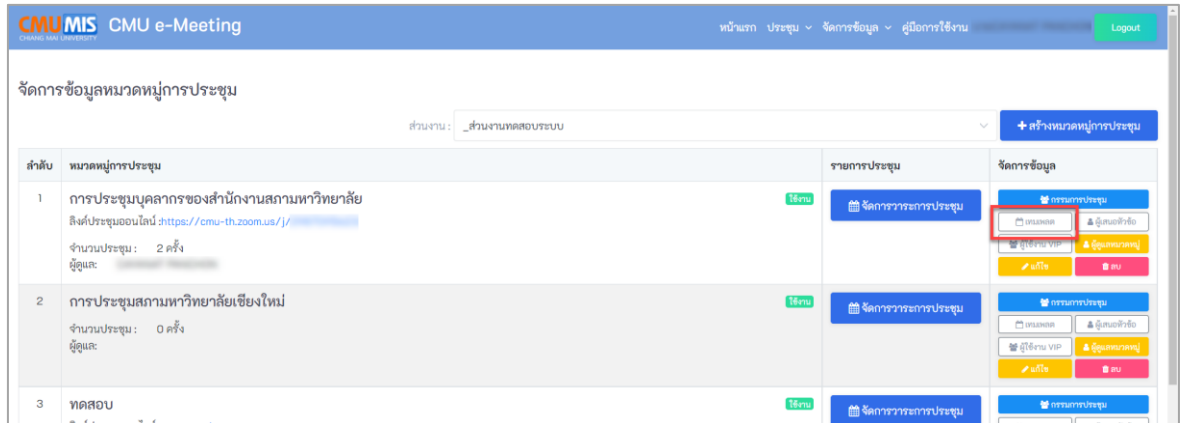 CMU MIS CMU e-Meeting หน้าแรก ประชุม จัดการข้อมูล คู่มือการใช้งาน Logout
CHIANG MAI UNIVERSITY
จัดการข้อมูลหมวดหมู่การประชุม
ส่วนงาน : _ส่วนงานทดสอบระบบ + สร้างหมวดหมู่การประชุม
ลำดับ หมวดหมู่การประชุม รายการประชุม จัดการข้อมูล
1 การประชุมบุคลากรของสำนักงานสภามหาวิทยาลัย ใช้งาน จัดการวาระการประชุม กรรมการประชุม
ลิงค์ประชุมออนไลน์ :https://cmu-th.zoom.us/j/ เทมเพลต ผู้เสนอหัวข้อ
จำนวนประชุม : 2 ครั้ง ผู้ใช้งาน VIP ผู้ดูแลหมวดหมู่
ผู้ดูแล: แก้ไข ลบ
2 การประชุมสภามหาวิทยาลัยเชียงใหม่ ใช้งาน จัดการวาระการประชุม กรรมการประชุม
เทมเพลต ผู้เสนอหัวข้อ
จำนวนประชุม : 0 ครั้ง
ผู้ดูแล: ผู้ใช้งาน VIP ผู้ดูแลหมวดหมู่
แก้ไข ลบ
3 ทดสอบ ใช้งาน จัดการวาระการประชุม กรรมการประชุม